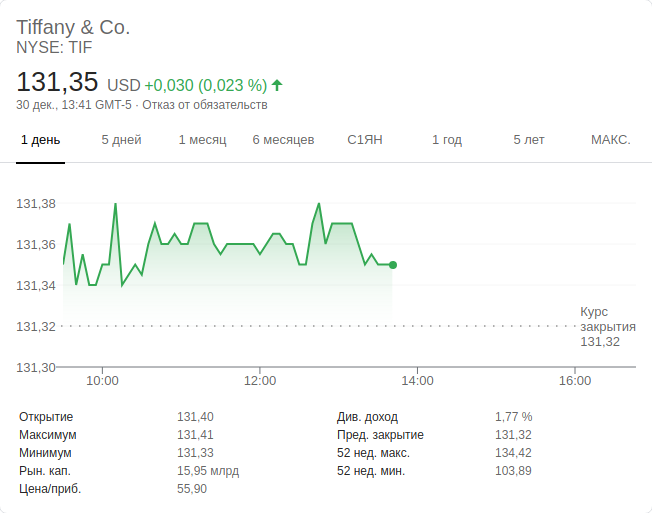 Tiffany & Co.
NYSE: TIF
131,35 USD +0,030 (0,023 %)
30 дек., 13:41 GMT-5 · Отказ от обязательств
1 день 5 дней 1 месяц 6 месяцев С1ЯН 1 год 5 лет МАКС.
131,38
131,36
131,34
131,32
131,30
Курс
закрытия
131,32
10:00 12:00 14:00 16:00
Открытие 131,40
Максимум 131,41
Минимум 131,33
Рын. кап. 15,95 млрд
Цена/приб. 55,90
Див. доход 1,77 %
Пред. закрытие 131,32
52 нед. макс. 134,42
52 нед. мин. 103,89